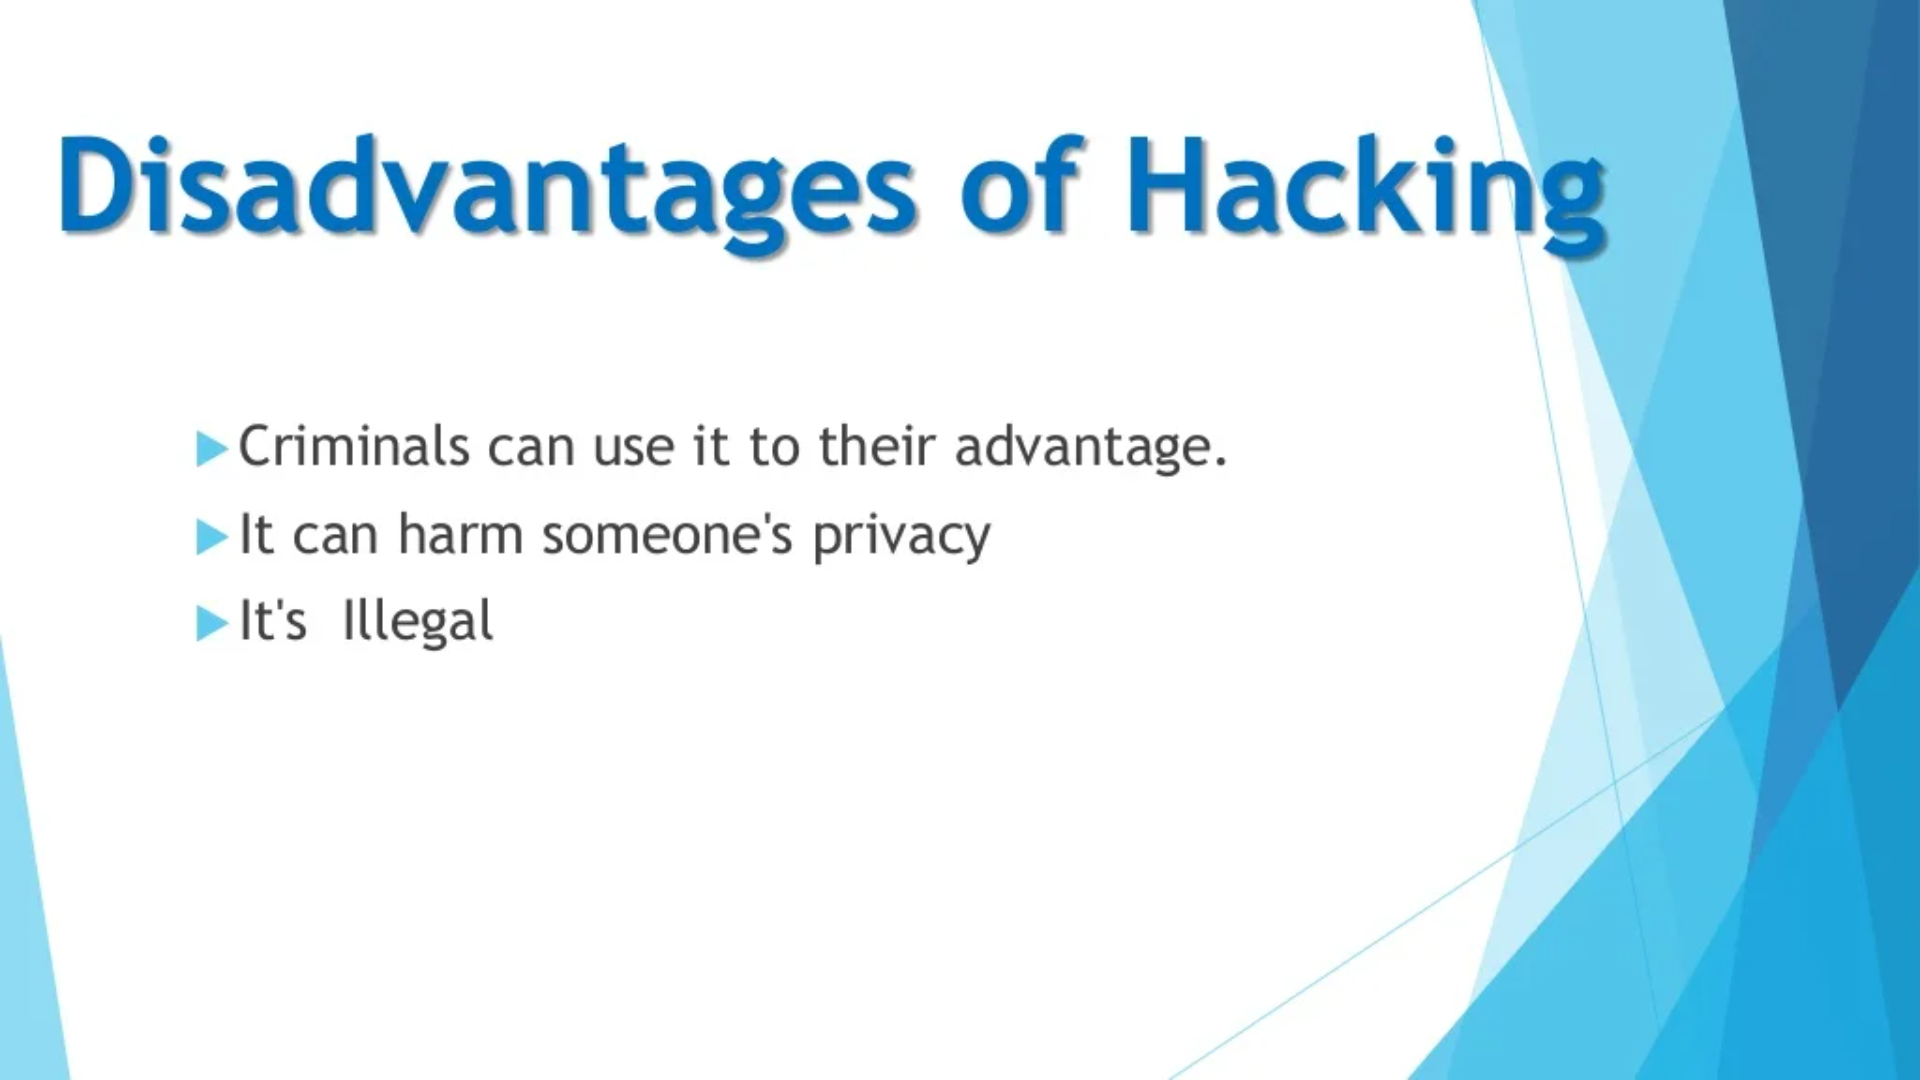 Disadvantages of Hacking
Criminals can use it to their advantage.
It can harm someone's privacy
It's  Illegal